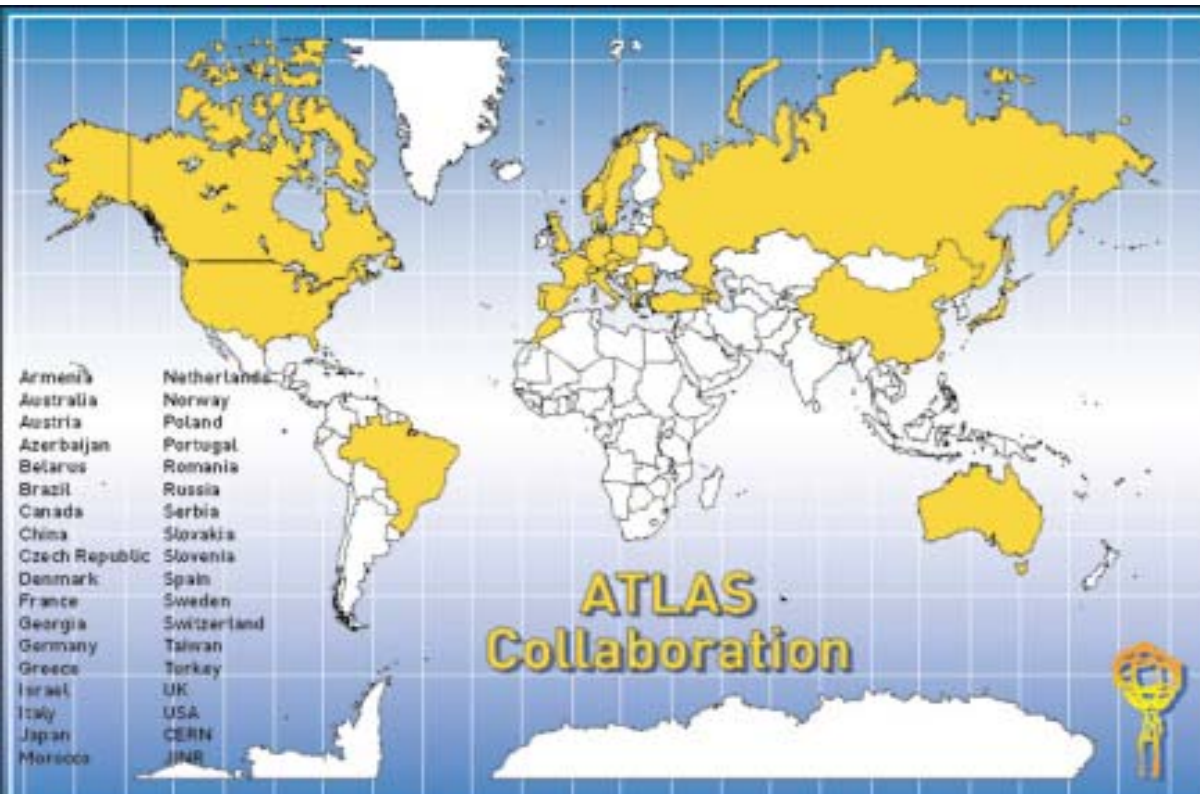 Armenia
Australia
Austria
Azerbaijan
Belarus
Brazil
Canada
China
Czech Republic
Denmark
France
Georgia
Germany
Greece
Israel
Italy
Japan
Morocco
Netherlands
Norway
Poland
Portugal
Romania
Russia
Serbia
Slovakia
Slovenia
Spain
Sweden
Switzerland
Taiwan
Turkey
UK
USA
CERN
JINR
ATLAS
Collaboration